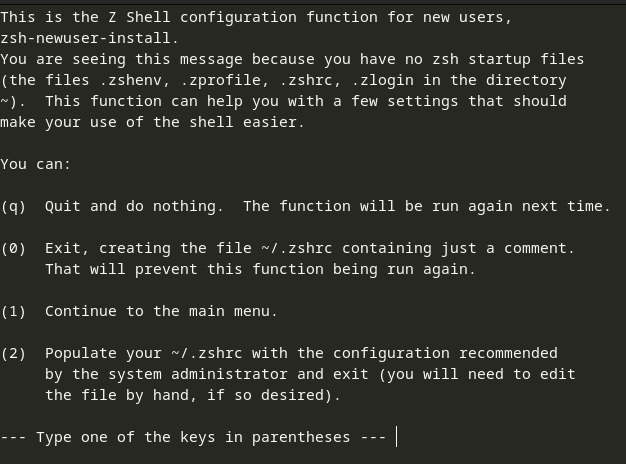 This is the Z Shell configuration function for new users,
zsh-newuser-install.
You are seeing this message because you have no zsh startup files
(the files .zshenv, .zprofile, .zshrc, .zlogin in the directory
~).  This function can help you with a few settings that should
make your use of the shell easier.

You can:

(q)  Quit and do nothing.  The function will be run again next time.

(0)  Exit, creating the file ~/.zshrc containing just a comment.
     That will prevent this function being run again.

(1)  Continue to the main menu.

(2)  Populate your ~/.zshrc with the configuration recommended
     by the system administrator and exit (you will need to edit
     the file by hand, if so desired).

--- Type one of the keys in parentheses ---